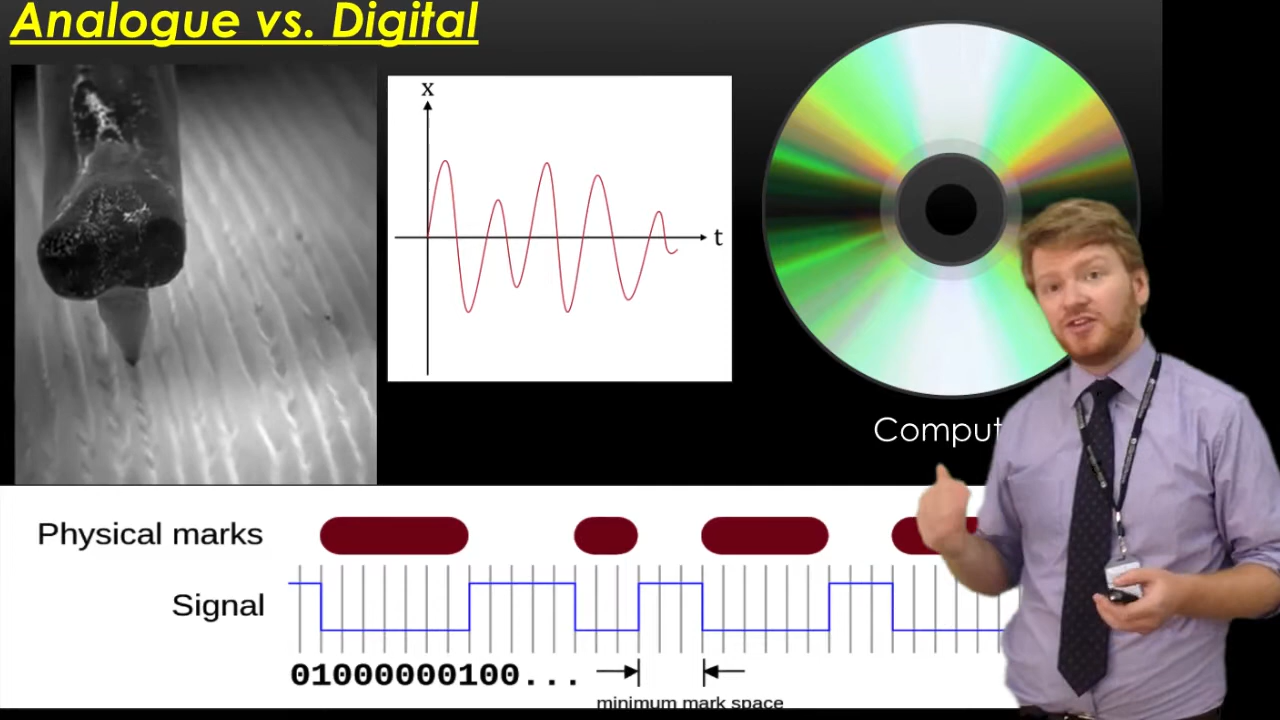 Analogue vs. Digital
x
t
Comput
Physical marks
Signal
01000000100...
minimum mark space